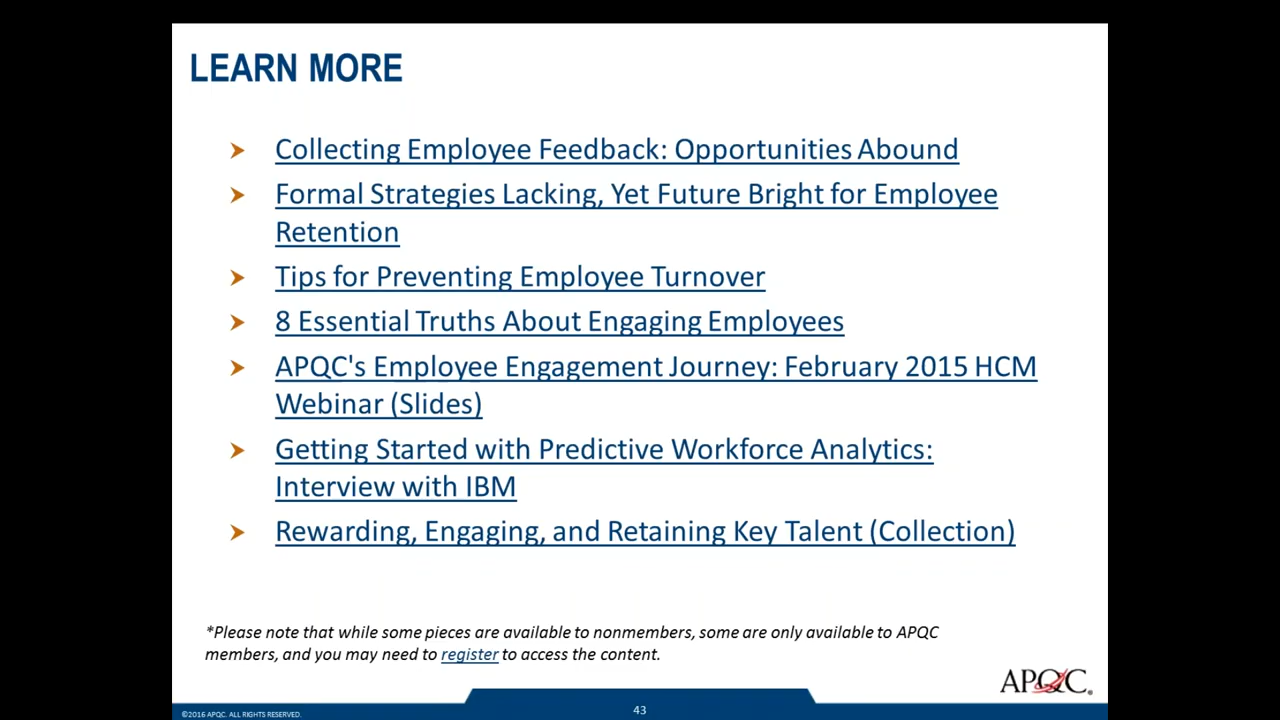 LEARN MORE
Collecting Employee Feedback: Opportunities Abound
Formal Strategies Lacking, Yet Future Bright for Employee
Retention
Tips for Preventing Employee Turnover
8 Essential Truths About Engaging Employees
APQC's Employee Engagement Journey: February 2015 HCM
Webinar (Slides)
Getting Started with Predictive Workforce Analytics:
Interview with IBM
Rewarding, Engaging, and Retaining Key Talent (Collection)
*Please note that while some pieces are available to nonmembers, some are only available to APQC
members, and you may need to register to access the content.
APQC®
©2016 APQC. ALL RIGHTS RESERVED.
43